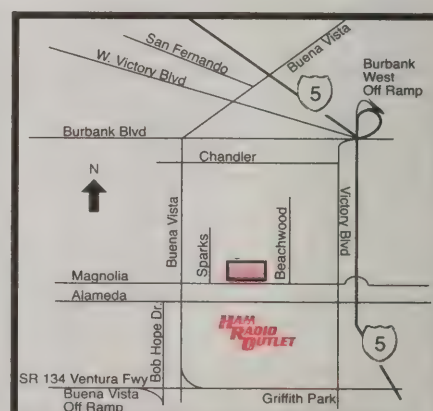 San Fernando
Buena Vista
W. Victory Blvd
5
Burbank
West
Off Ramp
Burbank Blvd
Chandler
N
Buena Vista
Sparks
Beachwood
Victory Blvd
Magnolia
Alameda
Bob Hope Dr.
HAM
RADIO
OUTLET
5
SR 134 Ventura Fwy
Buena Vista
Off Ramp
Griffith Park